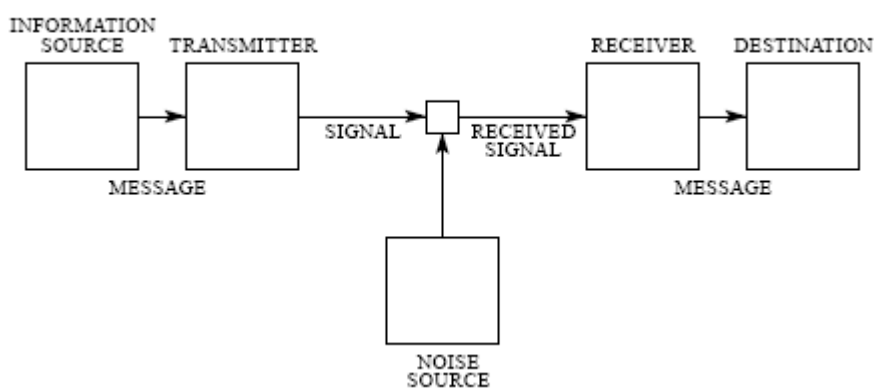 INFORMATION
SOURCE
TRANSMITTER
RECEIVER
DESTINATION
SIGNAL
RECEIVED
SIGNAL
MESSAGE
MESSAGE
NOISE
SOURCE